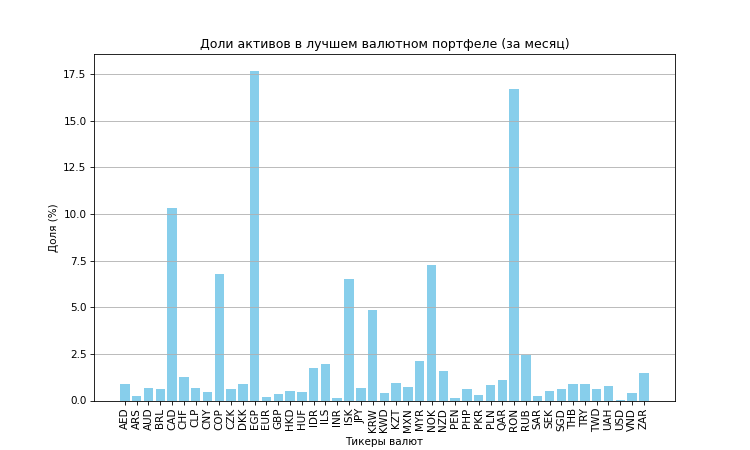 Доли активов в лучшем валютном портфеле (за месяц)
Доля (%)
17.5
15.0
12.5
10.0
7.5
5.0
2.5
0.0
AED ARS AUD BRL CAD CHF CLP CNY COP CZK DKK EGP EUR GBP HKD HUF IDR ILS INR ISK JPY KRW KWD KZT MXN MYR NOK NZD PEN PHP PKR PLN QAR RON RUB SAR SEK SGD THB TRY TWD UAH USD VND ZAR
Тикеры валют